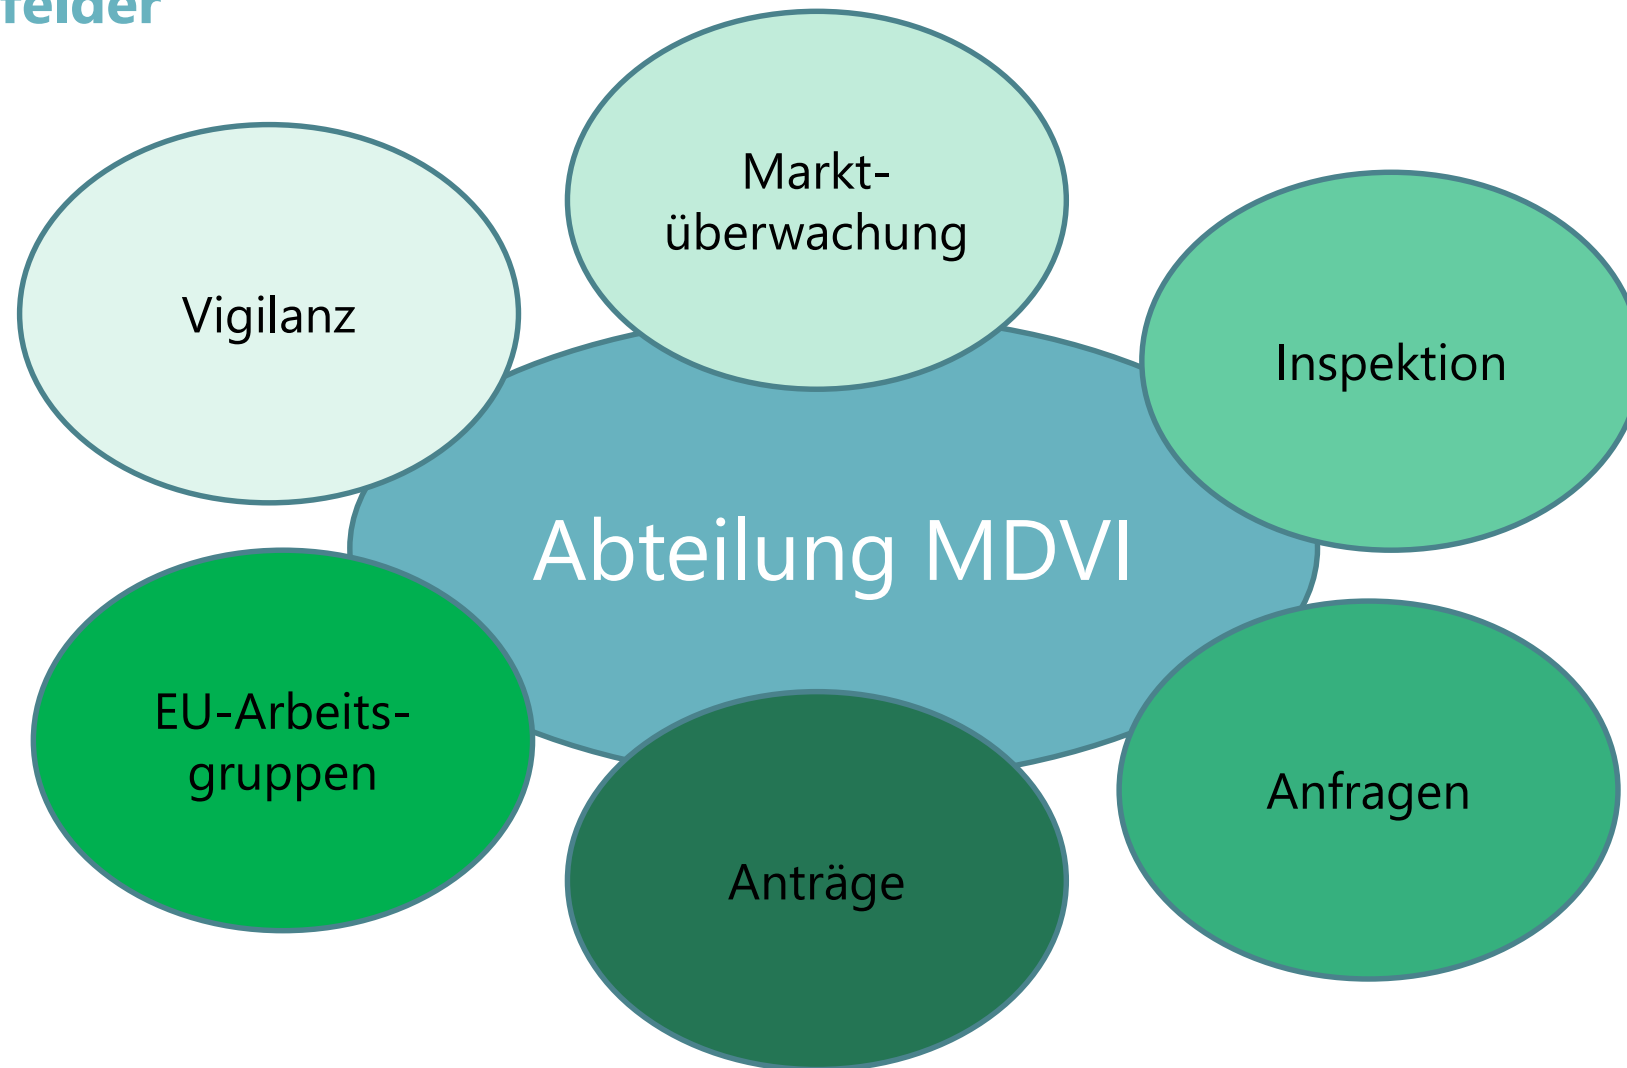 felder
Markt-
überwachung
Vigilanz
Inspektion
Abteilung MDVI
EU-Arbeits-
gruppen
Anfragen
Anträge